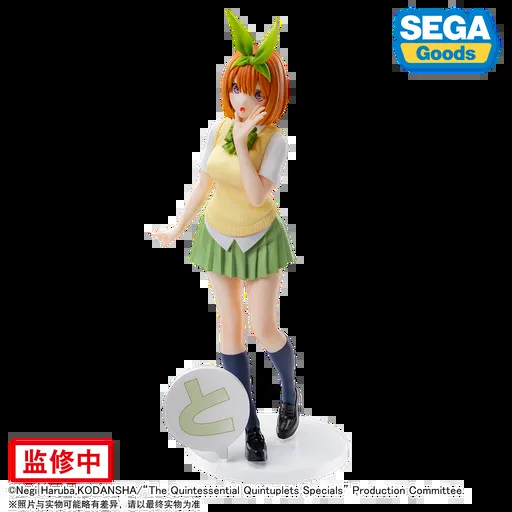 SEGA
Goods
と
监修中
©Negi Haruba,KODANSHA/“The Quintessential Quintuplets Specials” Production Committee.
※照片与实物可能略有差异，请以最终实物为准